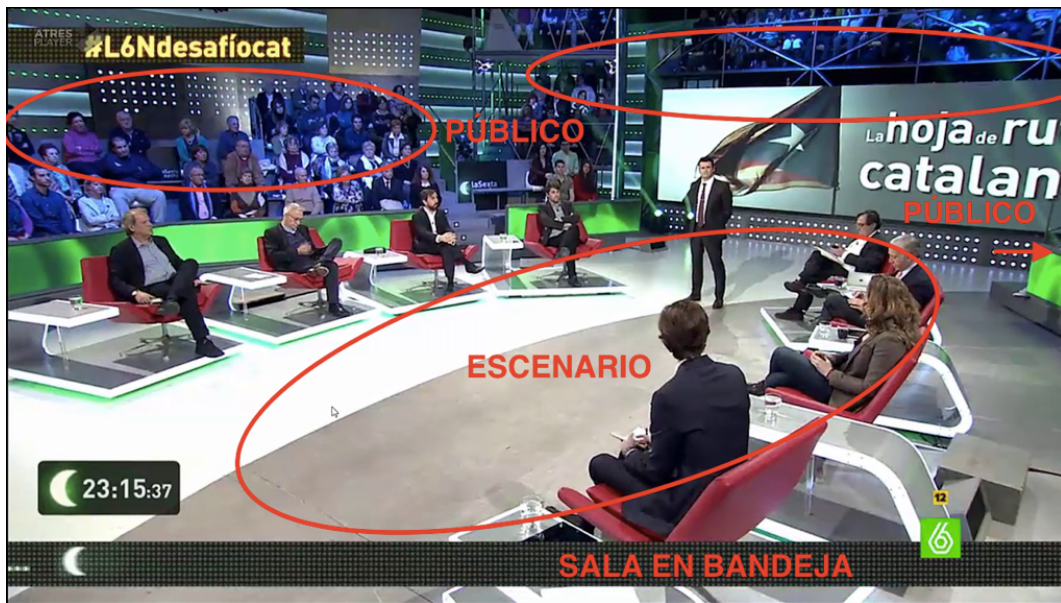 ATRES
PLAYER
#L6Ndesafíocat
PÚBLICO
La hoja de ru
catalan
PÚBLICO
laSexta
ESCENARIO
23:15:37
12
6
... 
SALA EN BANDEJA